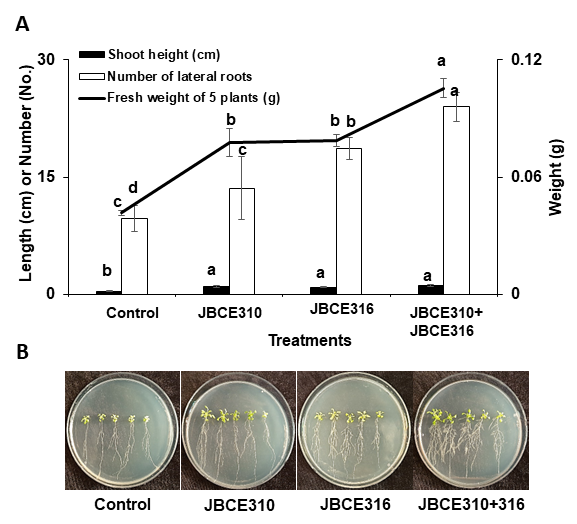 A
30
15
0
Length (cm) or Number (No.)
Shoot height (cm)
Number of lateral roots
Fresh weight of 5 plants (g)
0.12
0.06
0
Weight (g)
b
c
d
a
b
c
a
b
b
a
a
a
Control
JBCE310
JBCE316
JBCE310+
JBCE316
Treatments
B
Control
JBCE310
JBCE316
JBCE310+316